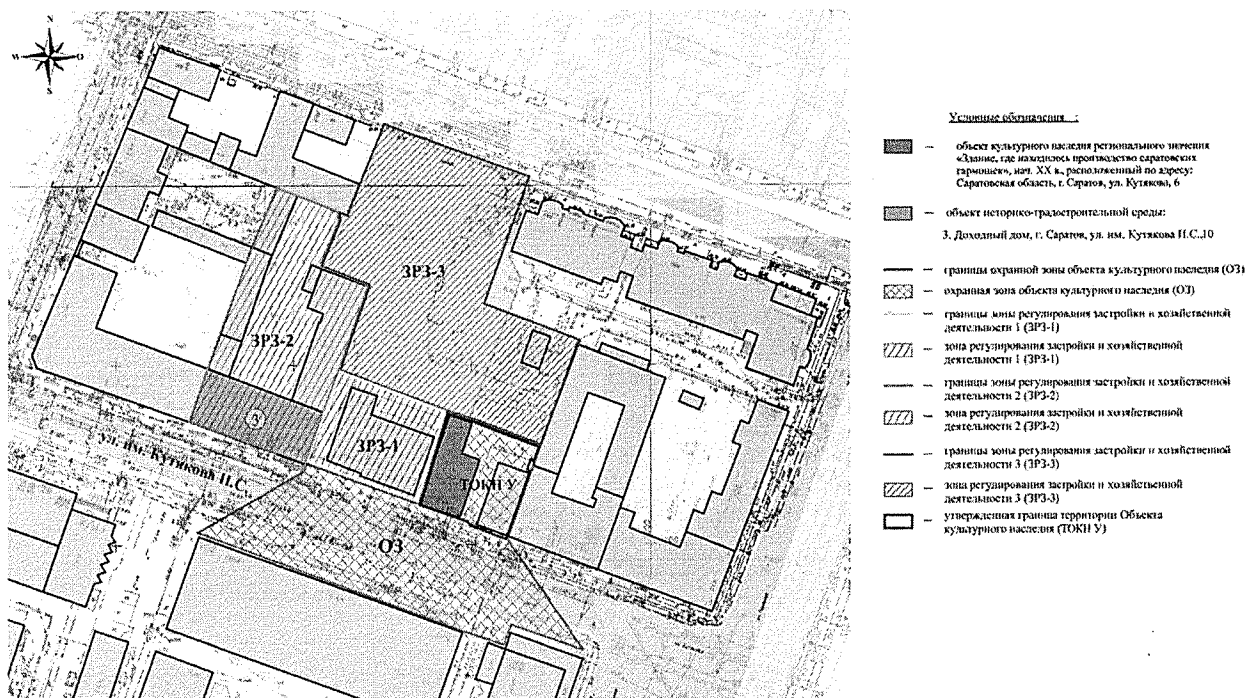 N
W
O
S
ЗРЗ-3
ЗРЗ-2
3
ЗРЗ-1
ТОКН У
Ул. им. Кутякова И.С.
ОЗ
Условные обозначения :
– объект культурного наследия регионального значения
«Здание, где находилось производство саратовских
гармошек», нач. XX в., расположенный по адресу:
Саратовская область, г. Саратов, ул. Кутякова, 6
– объект историко-градостроительной среды:
3. Доходный дом, г. Саратов, ул. им. Кутякова И.С.,10
– границы охранной зоны объекта культурного наследия (ОЗ)
– охранная зона объекта культурного наследия (ОЗ)
– границы зоны регулирования застройки и хозяйственной
деятельности 1 (ЗРЗ-1)
– зона регулирования застройки и хозяйственной
деятельности 1 (ЗРЗ-1)
– границы зоны регулирования застройки и хозяйственной
деятельности 2 (ЗРЗ-2)
– зона регулирования застройки и хозяйственной
деятельности 2 (ЗРЗ-2)
– границы зоны регулирования застройки и хозяйственной
деятельности 3 (ЗРЗ-3)
– зона регулирования застройки и хозяйственной
деятельности 3 (ЗРЗ-3)
– утвержденная граница территории Объекта
культурного наследия (ТОКН У)